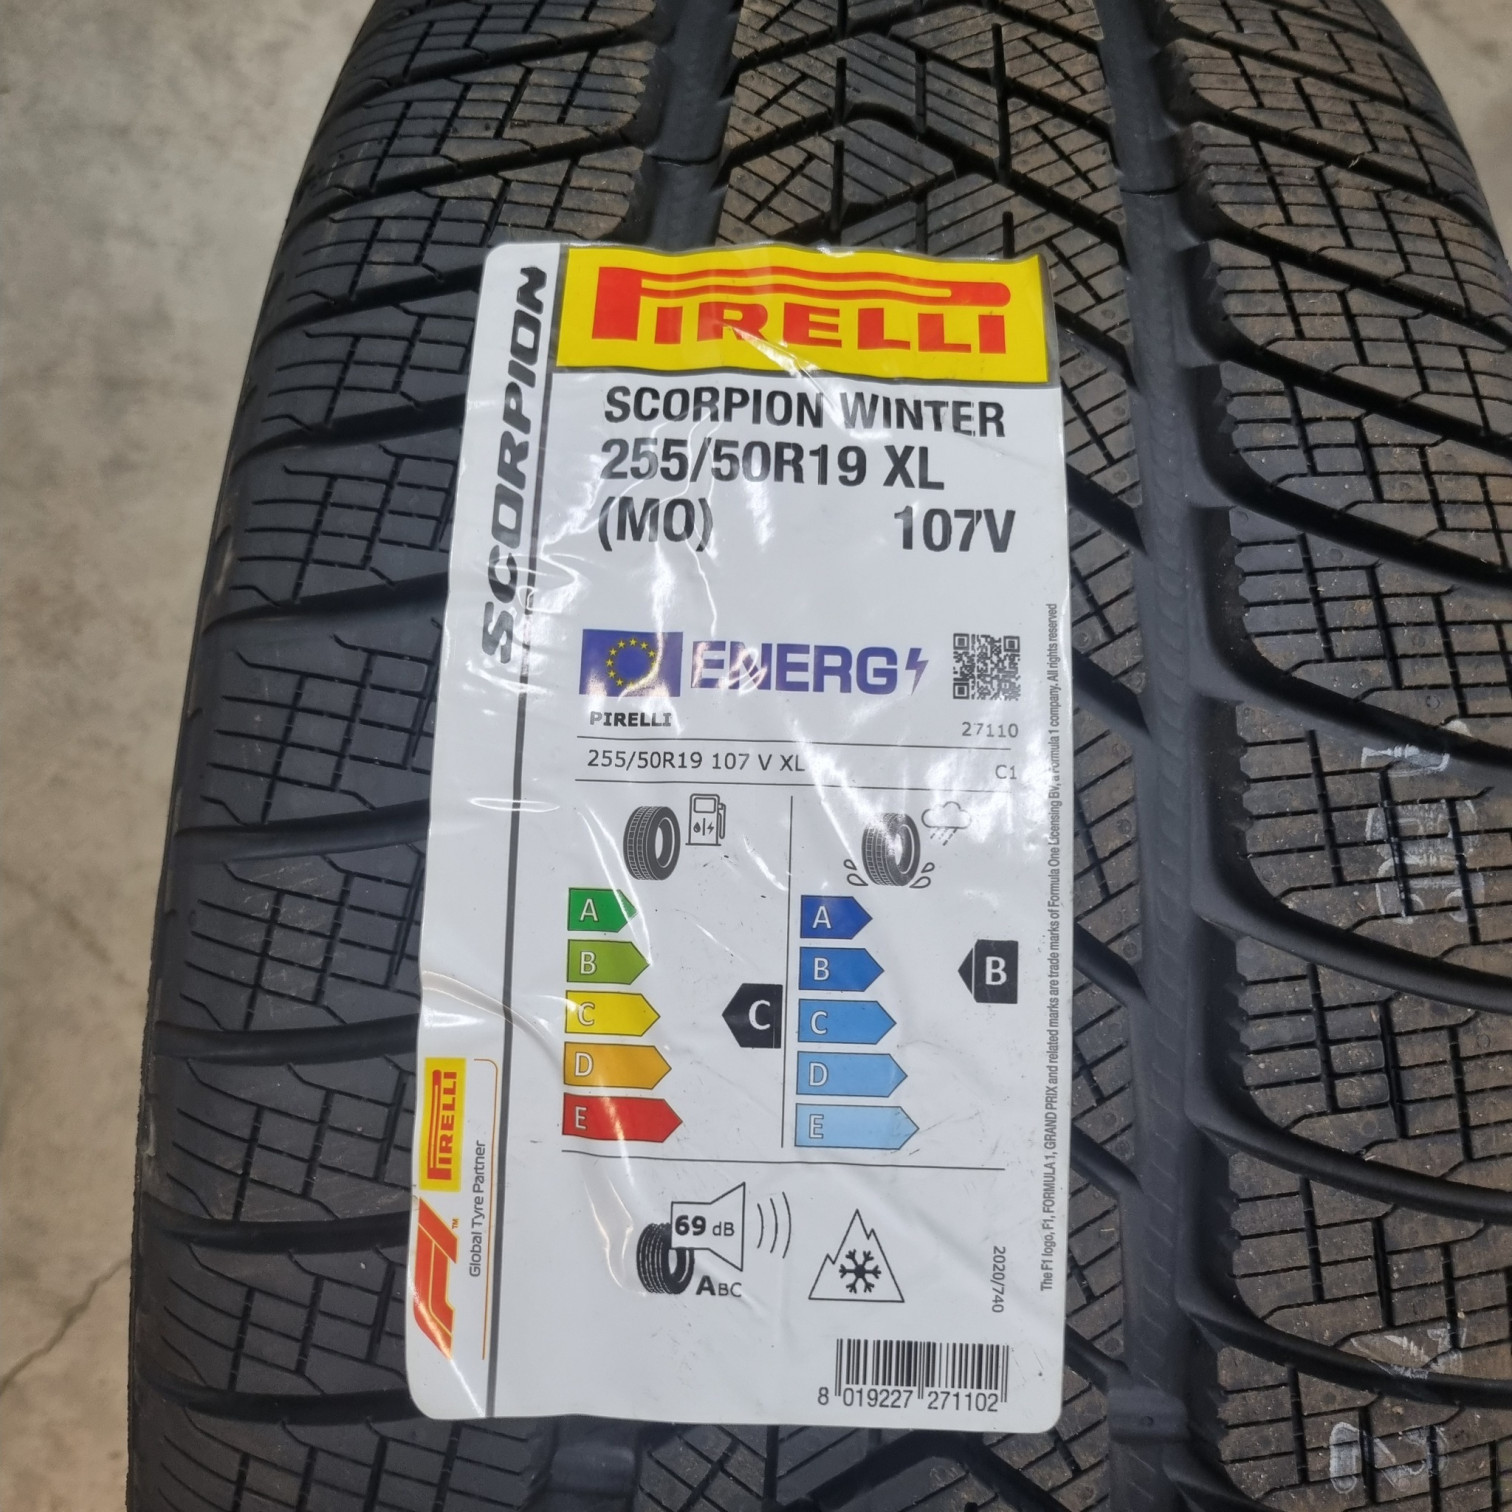 PIRELLI
SCORPION
SCORPION WINTER
255/50R19 XL
(MO) 107V
ENERG
PIRELLI 27110
255/50R19 107 V XL C1
A A
B B B
C C C
D D
E E
69 dB
ABC
2020/740
8 019227 271102
PIRELLI
F1™
Global Tyre Partner
The F1 logo, F1, FORMULA 1, GRAND PRIX and related marks are trade marks of Formula One Licensing BV, a Formula 1 company. All rights reserved